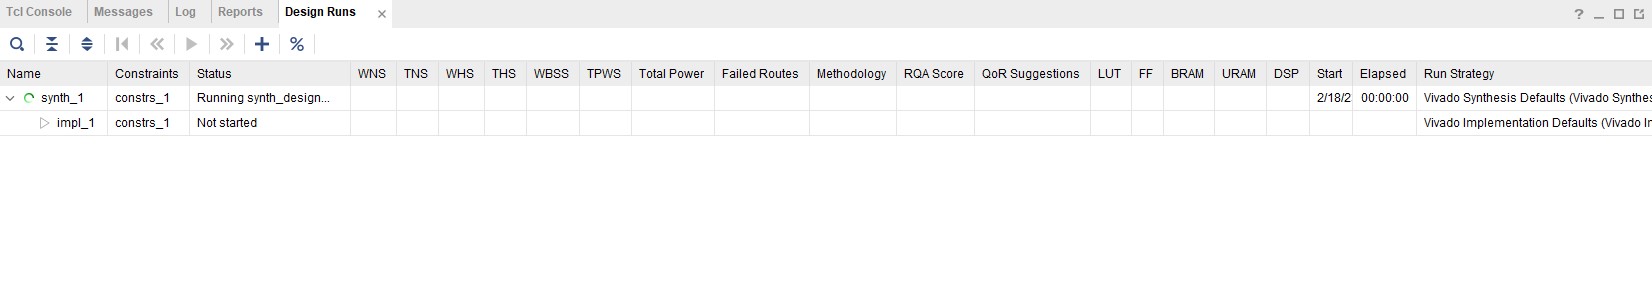 Tcl Console Messages Log Reports Design Runs × ?
%
Name Constraints Status WNS TNS WHS THS WBSS TPWS Total Power Failed Routes Methodology RQA Score QoR Suggestions LUT FF BRAM URAM DSP Start Elapsed Run Strategy
synth_1 constrs_1 Running synth_design... 2/18/2 00:00:00 Vivado Synthesis Defaults (Vivado Synthes
impl_1 constrs_1 Not started Vivado Implementation Defaults (Vivado In